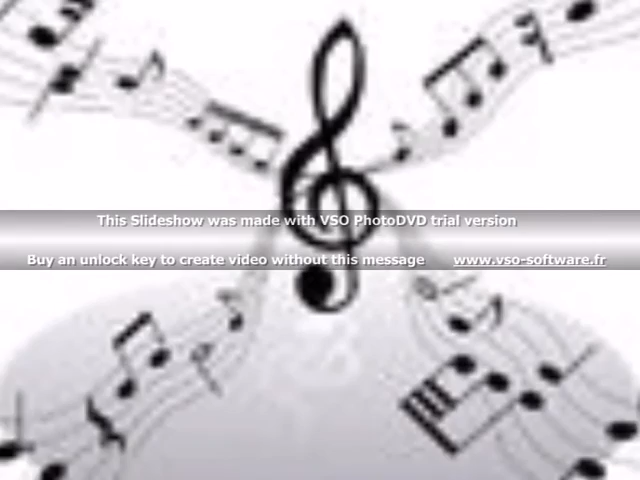 This Slideshow was made with VSO PhotoDVD trial version
Buy an unlock key to create video without this message www.vso-software.fr